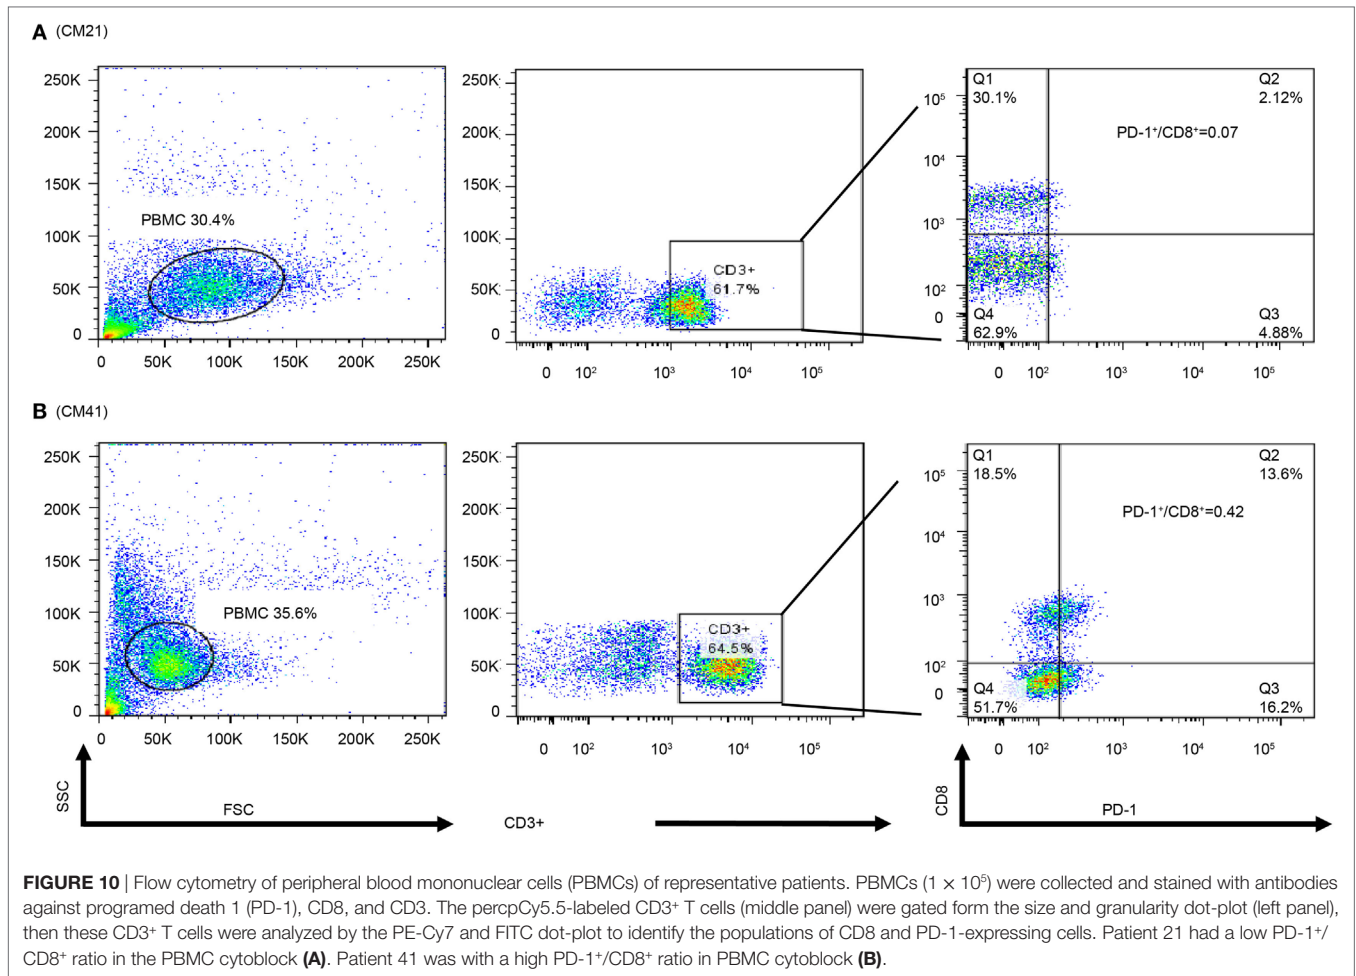 A (CM21)
250K
200K
150K
100K
50K
0
PBMC 30.4%
0 50K 100K 150K 200K 250K
250K
200K
150K
100K
50K
0
CD3+
61.7%
0 10² 10³ 10⁴ 10⁵
Q1
30.1%
Q2
2.12%
PD-1⁺/CD8⁺=0.07
10⁵
10⁴
10³
10²
0
Q4
62.9%
Q3
4.88%
0 10² 10³ 10⁴ 10⁵
B (CM41)
250K
200K
150K
100K
50K
0
PBMC 35.6%
0 50K 100K 150K 200K 250K
250K
200K
150K
100K
50K
0
CD3+
64.5%
0 10² 10³ 10⁴ 10⁵
Q1
18.5%
Q2
13.6%
PD-1⁺/CD8⁺=0.42
10⁵
10⁴
10³
10²
0
Q4
51.7%
Q3
16.2%
0 10² 10³ 10⁴ 10⁵
SSC
FSC
CD3+
CD8
PD-1
FIGURE 10 | Flow cytometry of peripheral blood mononuclear cells (PBMCs) of representative patients. PBMCs (1 × 10⁵) were collected and stained with antibodies
against programed death 1 (PD-1), CD8, and CD3. The percpCy5.5-labeled CD3⁺ T cells (middle panel) were gated form the size and granularity dot-plot (left panel),
then these CD3⁺ T cells were analyzed by the PE-Cy7 and FITC dot-plot to identify the populations of CD8 and PD-1-expressing cells. Patient 21 had a low PD-1⁺/
CD8⁺ ratio in the PBMC cytoblock (A). Patient 41 was with a high PD-1⁺/CD8⁺ ratio in PBMC cytoblock (B).